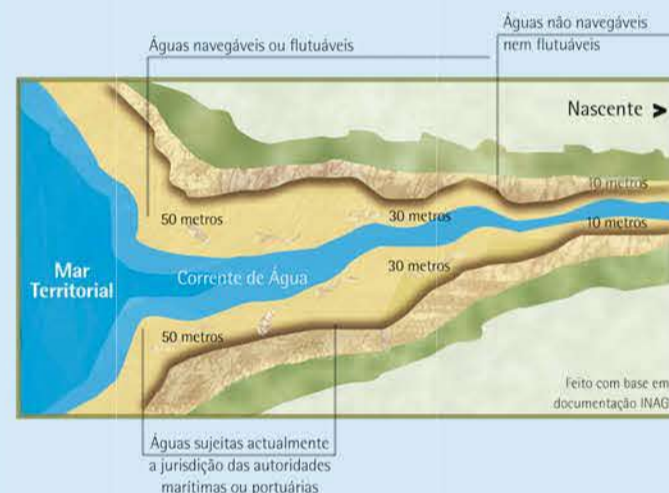 Águas navegáveis ou flutuáveis
Águas não navegáveis
nem flutuáveis
Nascente >
10 metros
50 metros
30 metros
10 metros
30 metros
Mar
Territorial
Corrente de Água
50 metros
Feito com base em
documentação INAG
Águas sujeitas actualmente
a jurisdição das autoridades
marítimas ou portuárias